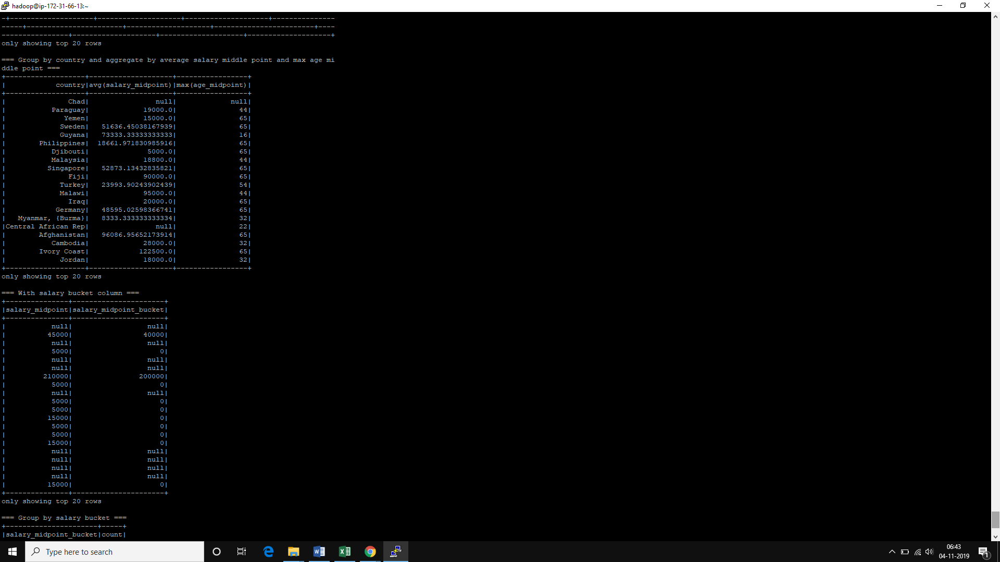 hadoop@ip-172-31-66-13:~
-+--------------------+--------------------+--------------------+---------------
-----+-----------------------+--------------------+------------------------+----
----------------+--------------------+--------------------+--------------------+
only showing top 20 rows
=== Group by country and aggregate by average salary middle point and max age mi
ddle point ===
+-------------------+--------------------+-----------------+
|            country|avg(salary_midpoint)|max(age_midpoint)|
+-------------------+--------------------+-----------------+
|               Chad|                null|             null|
|           Paraguay|             19000.0|               44|
|              Yemen|             15000.0|               65|
|             Sweden|   51636.45038167939|               65|
|             Guyana|   73333.33333333333|               16|
|        Philippines|  18661.971830985916|               65|
|           Djibouti|              5000.0|               65|
|           Malaysia|             18800.0|               44|
|          Singapore|   52873.13432835821|               65|
|               Fiji|             90000.0|               65|
|             Turkey|   23993.90243902439|               54|
|             Malawi|             95000.0|               44|
|               Iraq|             20000.0|               65|
|            Germany|   48595.02598366741|               65|
|   Myanmar, {Burma}|   8333.333333333334|               32|
|Central African Rep|                null|               22|
|        Afghanistan|   96086.95652173914|               65|
|           Cambodia|             28000.0|               32|
|        Ivory Coast|            122500.0|               65|
|             Jordan|             18000.0|               32|
+-------------------+--------------------+-----------------+
only showing top 20 rows
=== With salary bucket column ===
+---------------+----------------------+
|salary_midpoint|salary_midpoint_bucket|
+---------------+----------------------+
|           null|                  null|
|          45000|                 40000|
|           null|                  null|
|           5000|                     0|
|           null|                  null|
|           null|                  null|
|         210000|                200000|
|           5000|                     0|
|           null|                  null|
|           5000|                     0|
|           5000|                     0|
|          15000|                     0|
|           5000|                     0|
|           5000|                     0|
|          15000|                     0|
|           null|                  null|
|           null|                  null|
|           null|                  null|
|           null|                  null|
|          15000|                     0|
+---------------+----------------------+
only showing top 20 rows
=== Group by salary bucket ===
+----------------------+-----+
|salary_midpoint_bucket|count|
Type here to search
06:43
04-11-2019
1